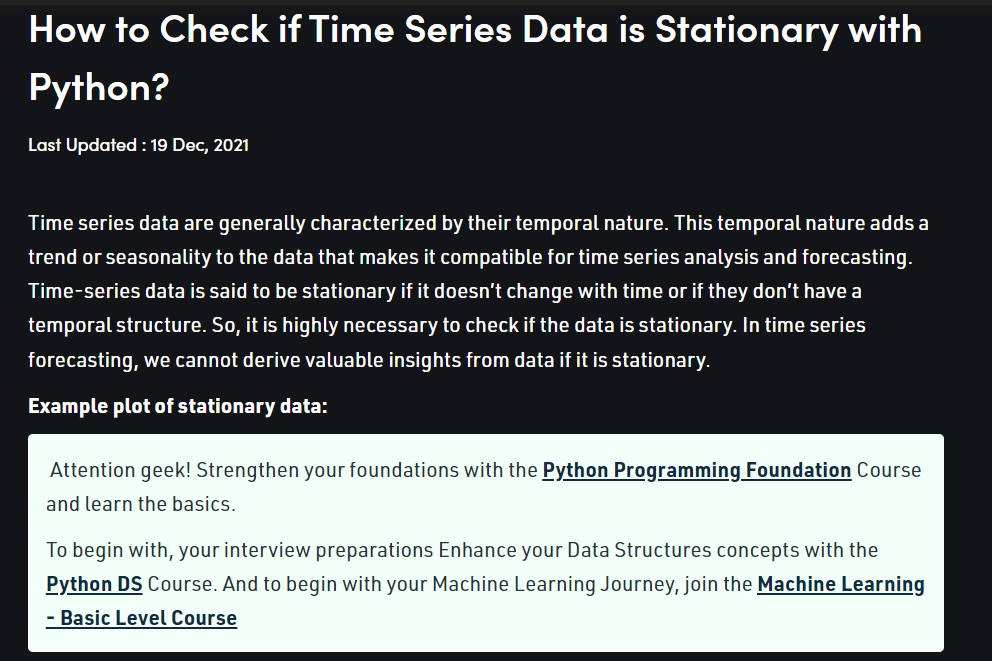 How to Check if Time Series Data is Stationary with
Python?
Last Updated : 19 Dec, 2021
Time series data are generally characterized by their temporal nature. This temporal nature adds a
trend or seasonality to the data that makes it compatible for time series analysis and forecasting.
Time-series data is said to be stationary if it doesn’t change with time or if they don’t have a
temporal structure. So, it is highly necessary to check if the data is stationary. In time series
forecasting, we cannot derive valuable insights from data if it is stationary.
Example plot of stationary data:
Attention geek! Strengthen your foundations with the Python Programming Foundation Course
and learn the basics.
To begin with, your interview preparations Enhance your Data Structures concepts with the
Python DS Course. And to begin with your Machine Learning Journey, join the Machine Learning
- Basic Level Course